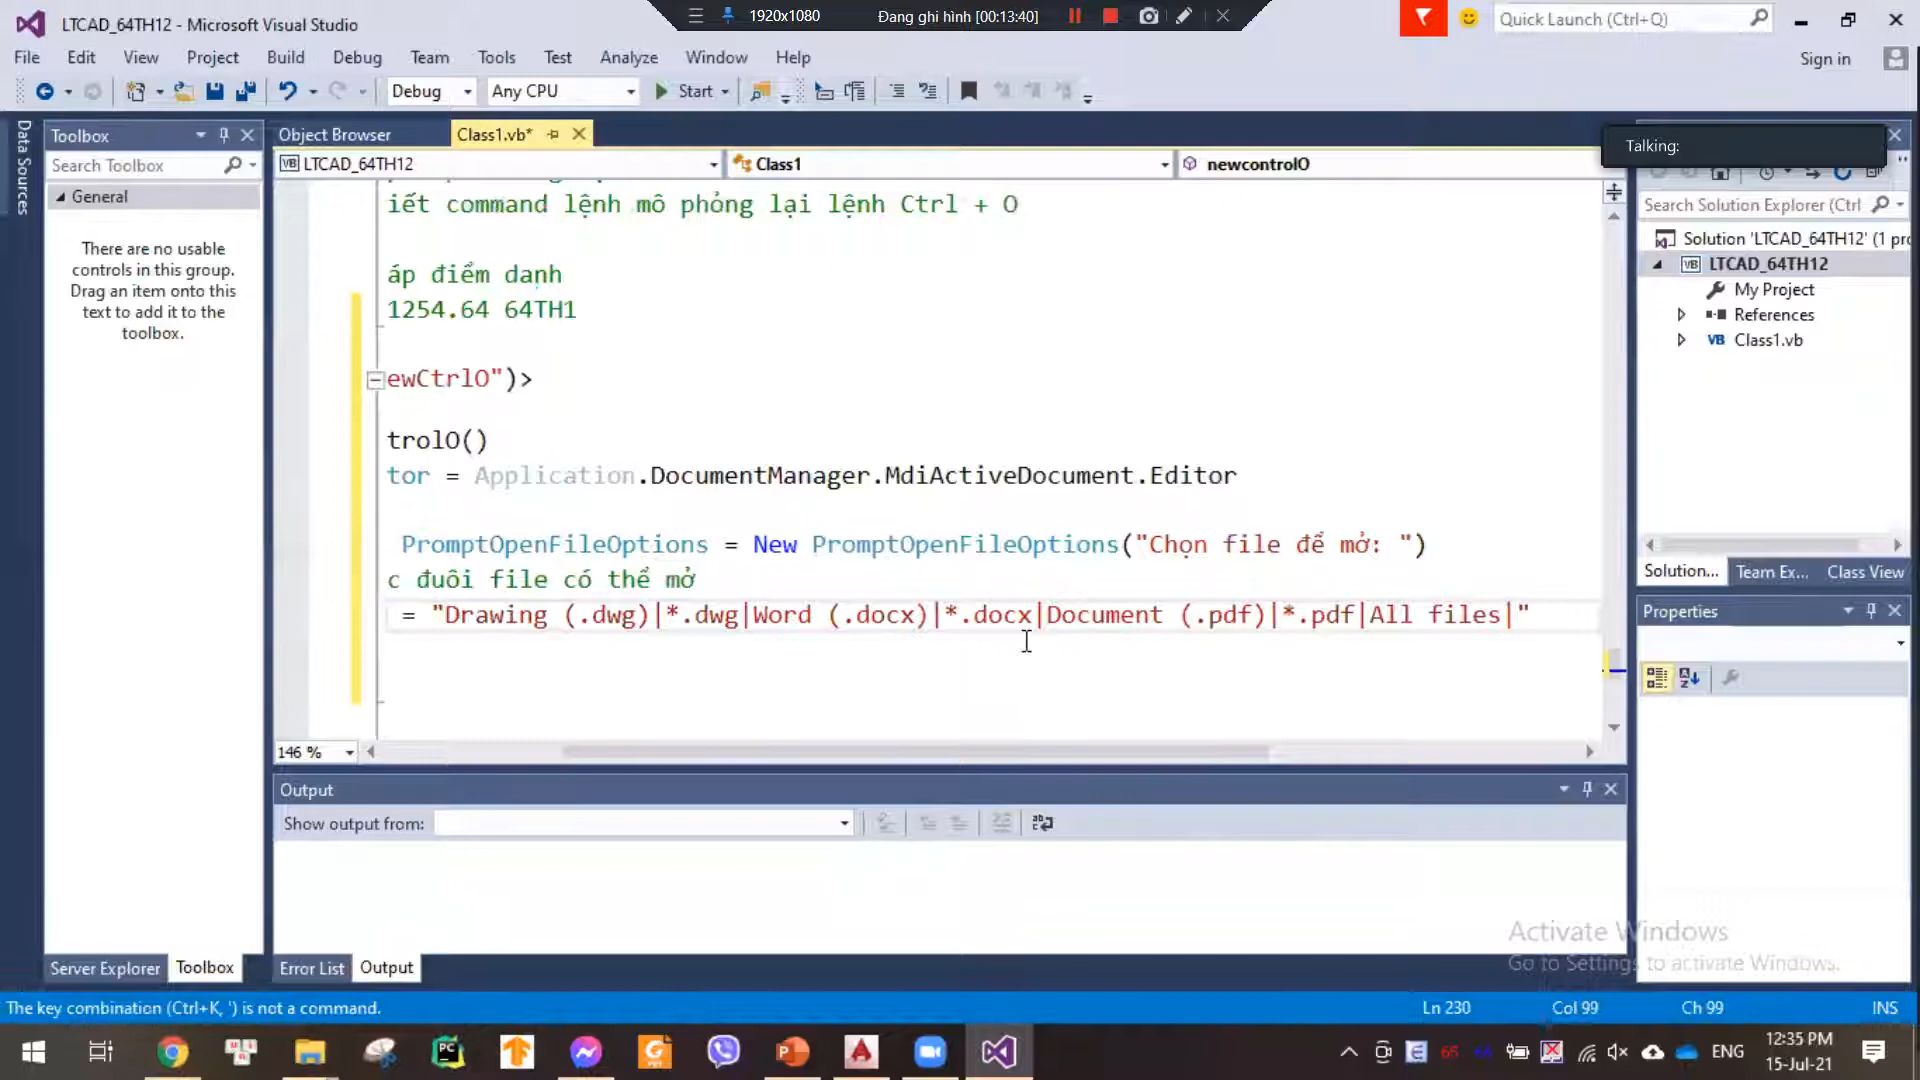 LTCAD_64TH12 - Microsoft Visual Studio
1920x1080
Đang ghi hình [00:13:40]
Quick Launch (Ctrl+Q)
File Edit View Project Build Debug Team Tools Test Analyze Window Help
Sign in
Debug
Any CPU
Start
Data Sources
Toolbox
Search Toolbox
General
There are no usable
controls in this group.
Drag an item onto this
text to add it to the
toolbox.
Object Browser
Class1.vb*
LTCAD_64TH12
Class1
newcontrolO
iết command lệnh mô phỏng lại lệnh Ctrl + O
áp điểm danh
1254.64 64TH1
ewCtrlO")>
trolO()
tor = Application.DocumentManager.MdiActiveDocument.Editor
PromptOpenFileOptions = New PromptOpenFileOptions("Chọn file để mở: ")
c đuôi file có thể mở
= "Drawing (.dwg)|*.dwg|Word (.docx)|*.docx|Document (.pdf)|*.pdf|All files|"
146 %
Talking:
Search Solution Explorer (Ctrl
Solution 'LTCAD_64TH12' (1 pro
LTCAD_64TH12
My Project
References
Class1.vb
Solution...
Team Ex...
Class View
Properties
Output
Show output from:
Server Explorer
Toolbox
Error List
Output
Activate Windows
Go to Settings to activate Windows.
The key combination (Ctrl+K, ') is not a command.
Ln 230
Col 99
Ch 99
INS
ENG
12:35 PM
15-Jul-21